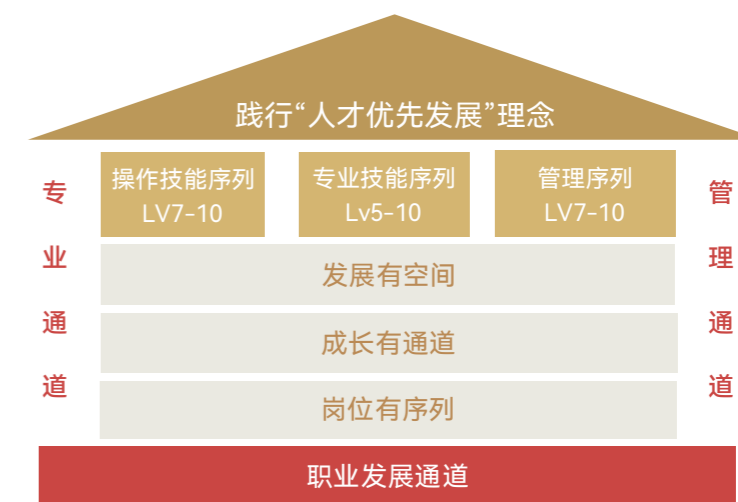 践行“人才优先发展”理念
专业通道
操作技能序列
LV7-10
专业技能序列
Lv5-10
管理序列
LV7-10
管理通道
发展有空间
成长有通道
岗位有序列
职业发展通道